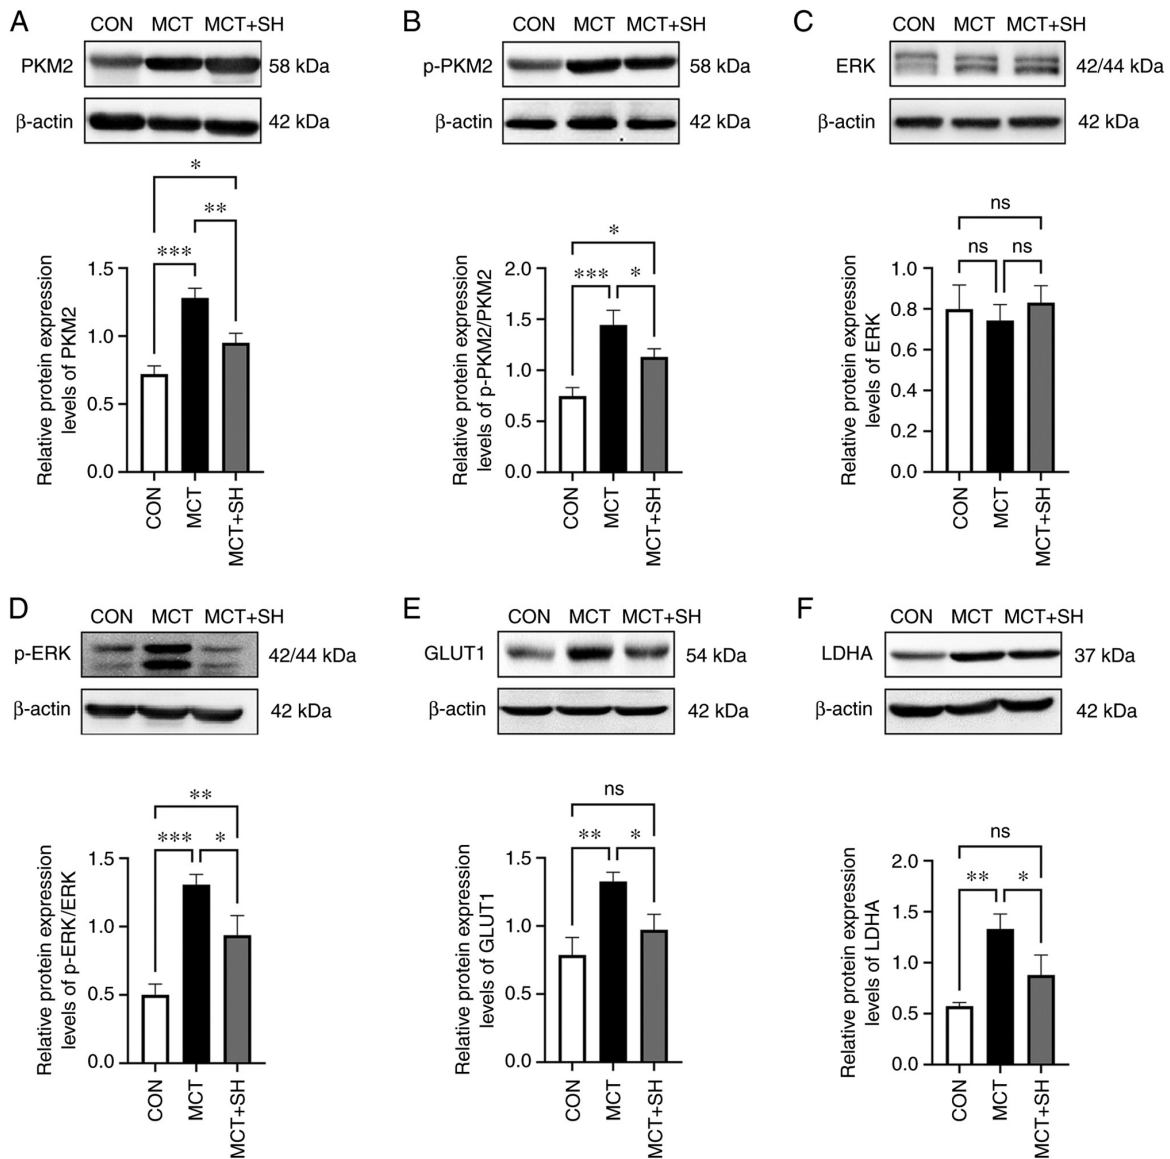 A
CON MCT MCT+SH
PKM2 58 kDa
β-actin 42 kDa
*
**
***
Relative protein expression
levels of PKM2
1.5
1.0
0.5
0.0
CON
MCT
MCT+SH
B
CON MCT MCT+SH
p-PKM2 58 kDa
β-actin 42 kDa
*
*** *
Relative protein expression
levels of p-PKM2/PKM2
2.0
1.5
1.0
0.5
0.0
CON
MCT
MCT+SH
C
CON MCT MCT+SH
ERK 42/44 kDa
β-actin 42 kDa
ns
ns ns
Relative protein expression
levels of ERK
1.0
0.8
0.6
0.4
0.2
0.0
CON
MCT
MCT+SH
D
CON MCT MCT+SH
p-ERK 42/44 kDa
β-actin 42 kDa
**
*** *
Relative protein expression
levels of p-ERK/ERK
1.5
1.0
0.5
0.0
CON
MCT
MCT+SH
E
CON MCT MCT+SH
GLUT1 54 kDa
β-actin 42 kDa
ns
** *
Relative protein expression
levels of GLUT1
1.5
1.0
0.5
0.0
CON
MCT
MCT+SH
F
CON MCT MCT+SH
LDHA 37 kDa
β-actin 42 kDa
ns
** *
Relative protein expression
levels of LDHA
2.0
1.5
1.0
0.5
0.0
CON
MCT
MCT+SH